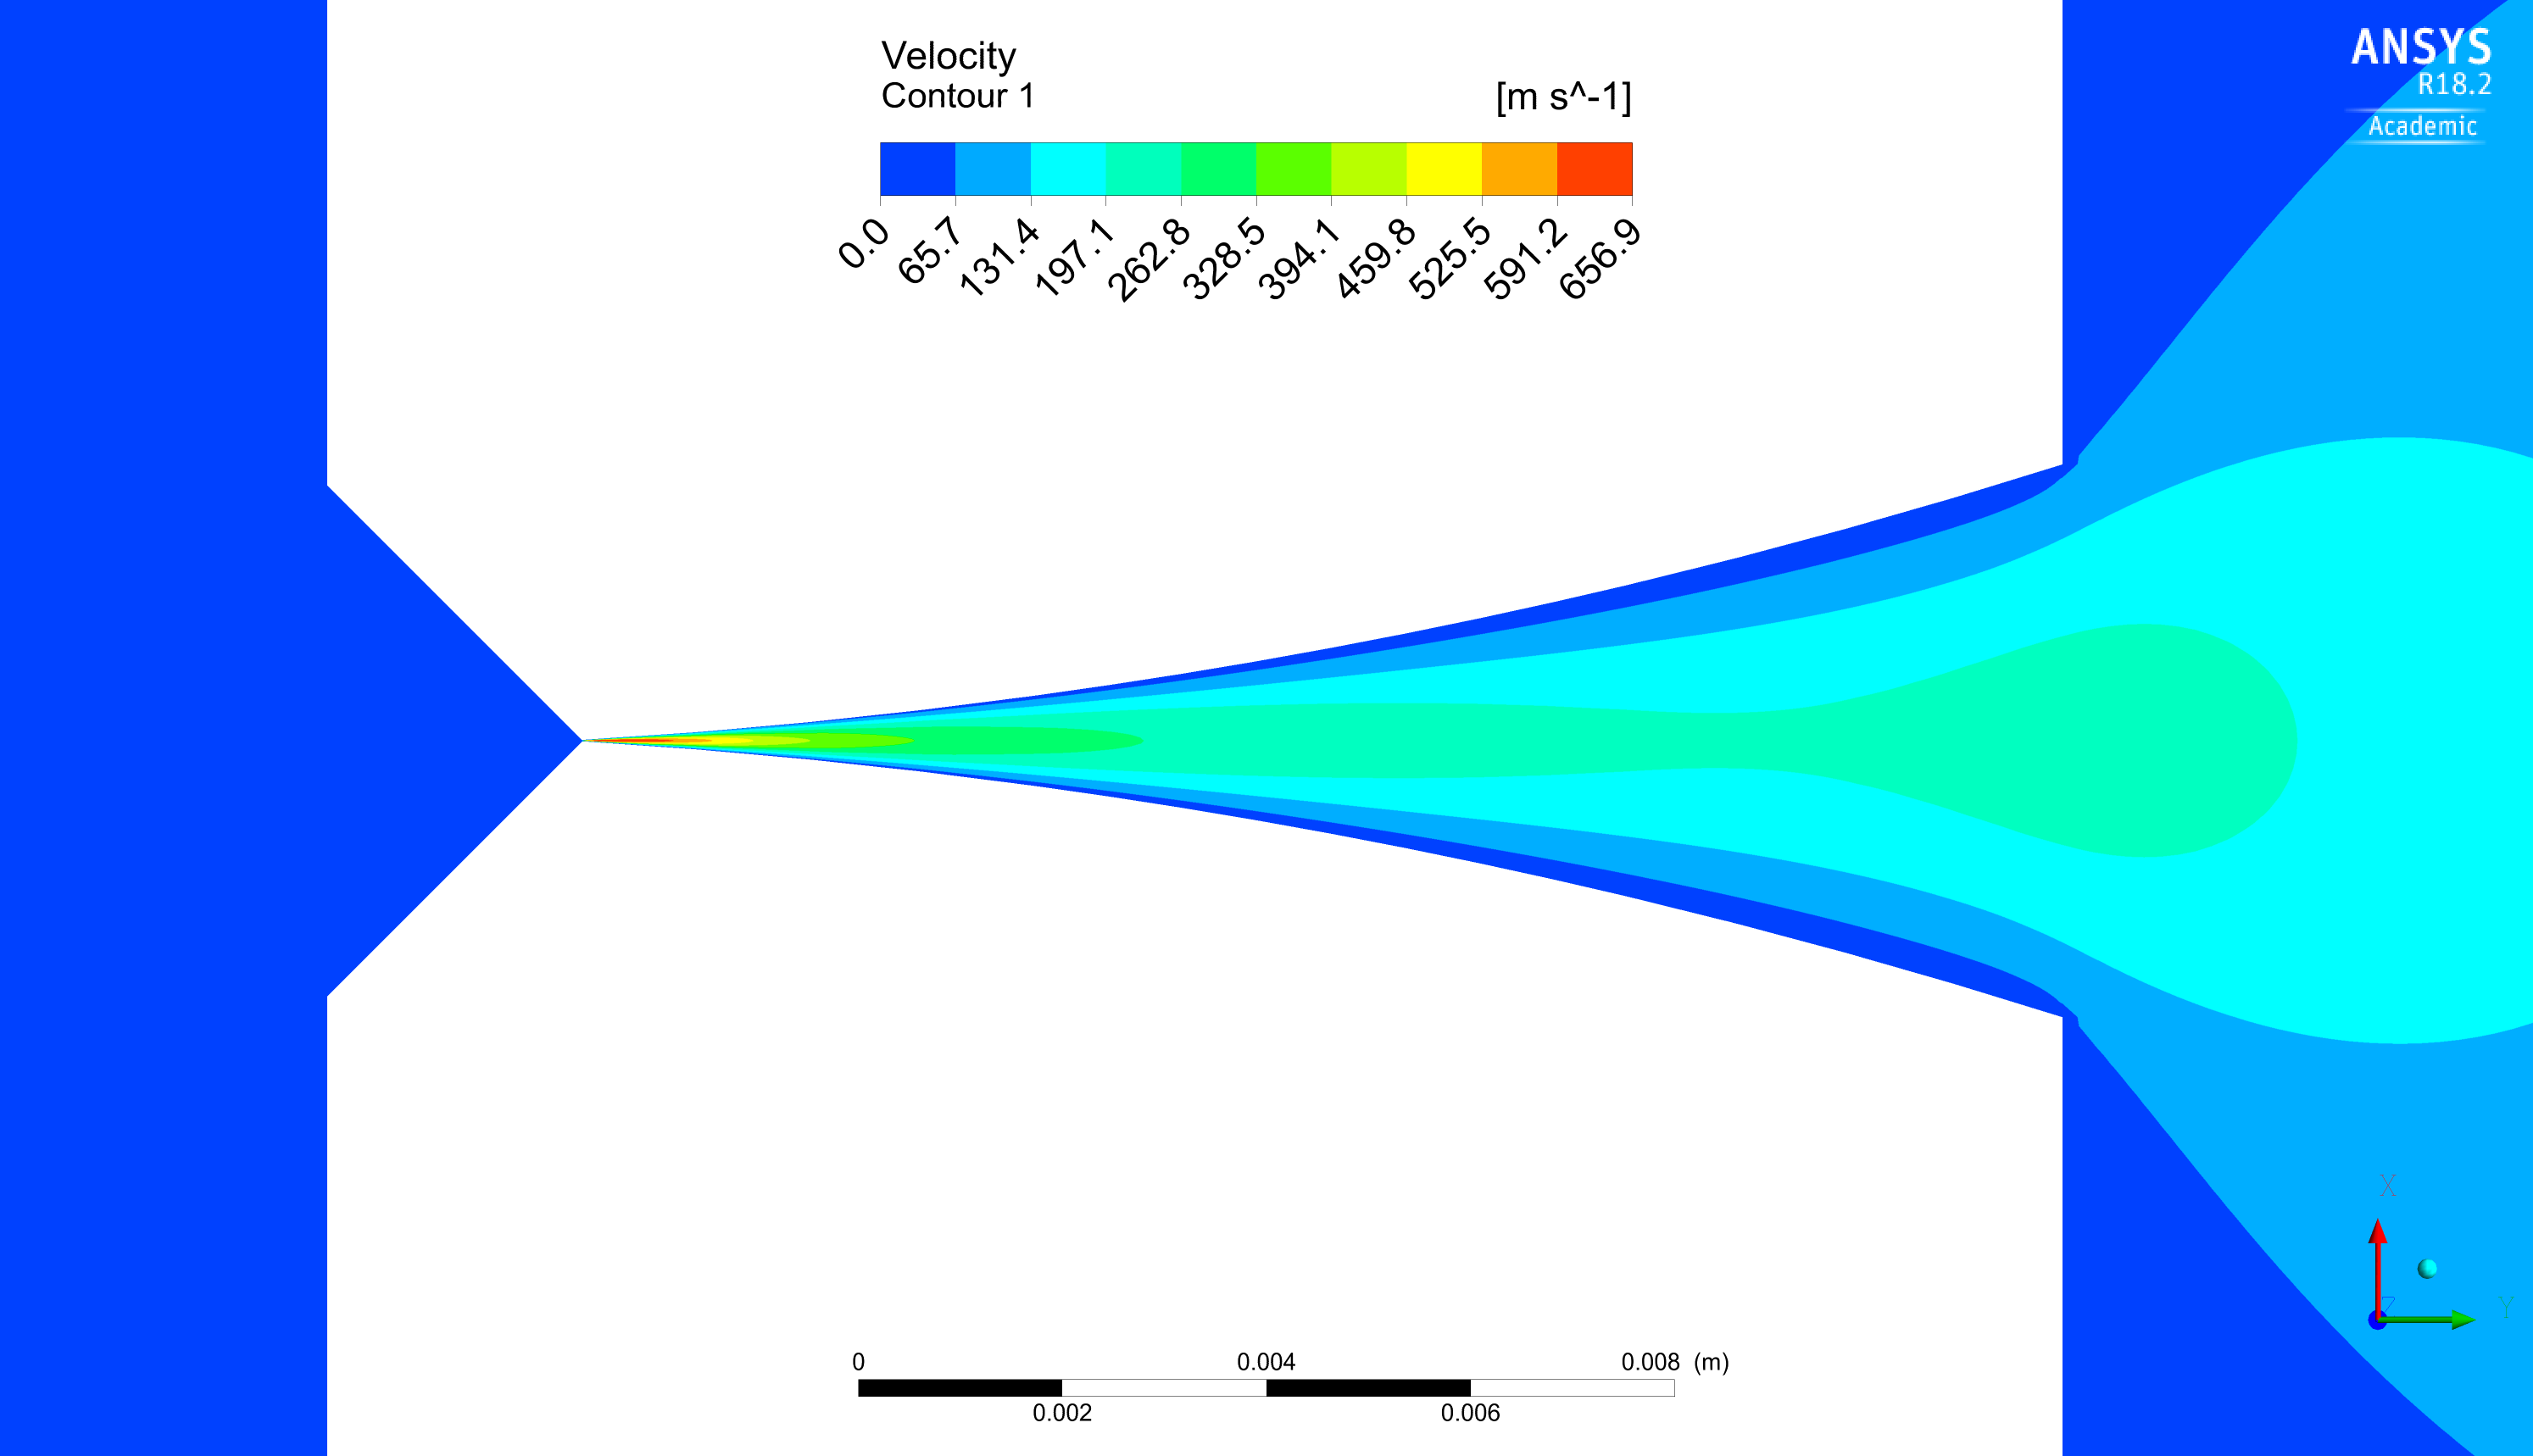 Velocity
Contour 1
[m s^-1]
0.0
65.7
131.4
197.1
262.8
328.5
394.1
459.8
525.5
591.2
656.9
ANSYS
R18.2
Academic
X
Z
Y
0
0.004
0.008
(m)
0.002
0.006